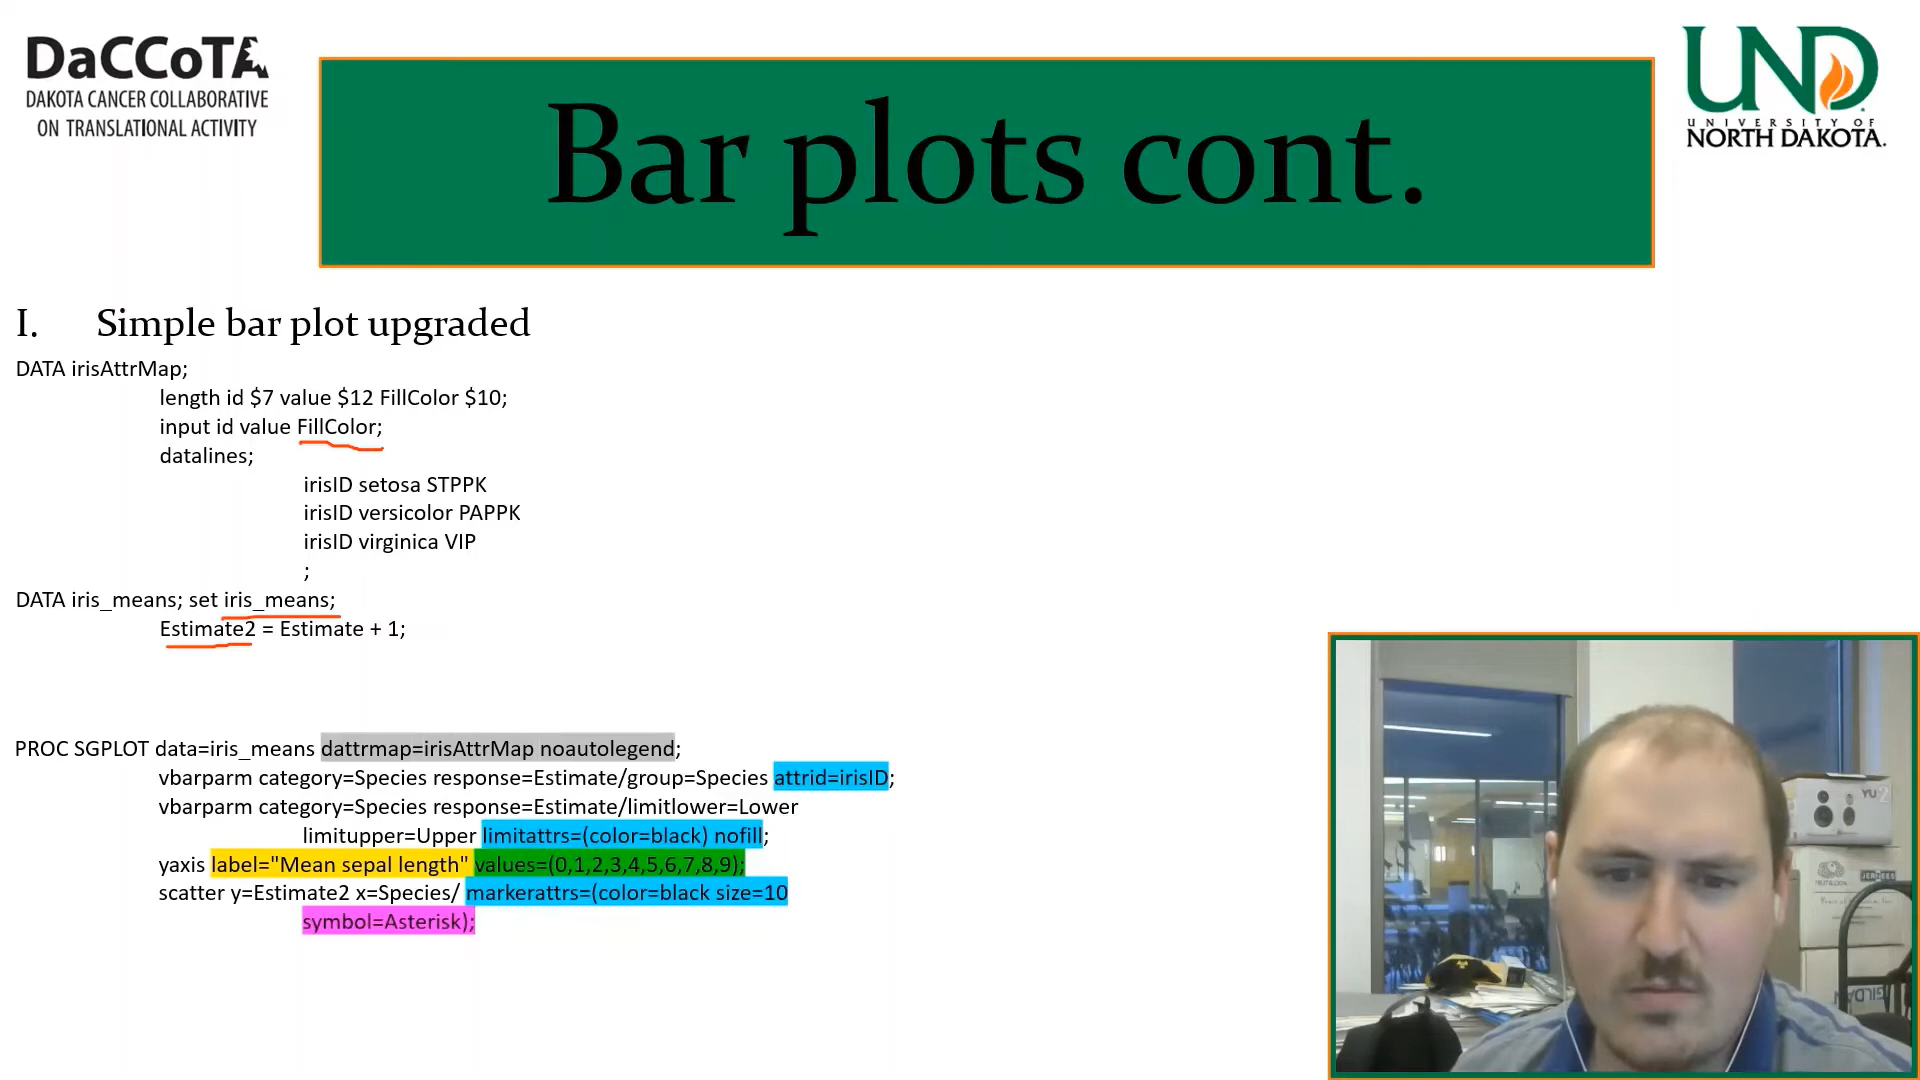 DaCCoTA
DAKOTA CANCER COLLABORATIVE
ON TRANSLATIONAL ACTIVITY
Bar plots cont.
UND
UNIVERSITY OF
NORTH DAKOTA.
I. Simple bar plot upgraded
DATA irisAttrMap;
length id $7 value $12 FillColor $10;
input id value FillColor;
datalines;
irisID setosa STPPK
irisID versicolor PAPPK
irisID virginica VIP
;
DATA iris_means; set iris_means;
Estimate2 = Estimate + 1;
PROC SGPLOT data=iris_means dattrmap=irisAttrMap noautolegend;
vbarparm category=Species response=Estimate/group=Species attrid=irisID;
vbarparm category=Species response=Estimate/limitlower=Lower
limitupper=Upper limitattrs=(color=black) nofill;
yaxis label="Mean sepal length" values=(0,1,2,3,4,5,6,7,8,9);
scatter y=Estimate2 x=Species/ markerattrs=(color=black size=10
symbol=Asterisk);